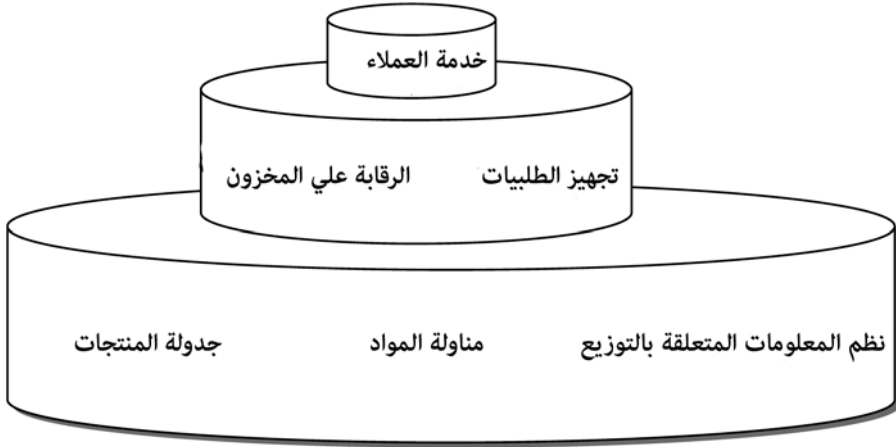 خدمة العملاء
تجهيز الطلبيات الرقابة علي المخزون
نظم المعلومات المتعلقة بالتوزيع مناولة المواد جدولة المنتجات